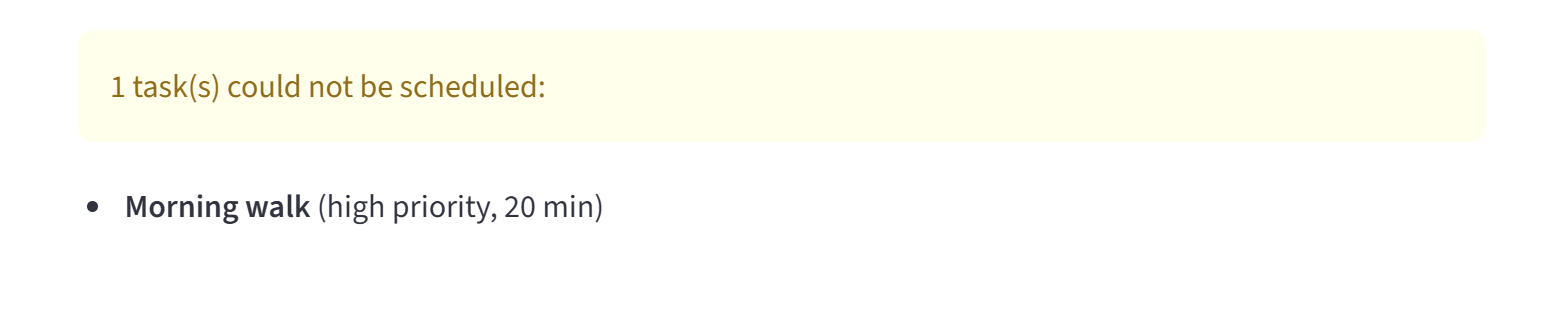 1 task(s) could not be scheduled:
• Morning walk (high priority, 20 min)